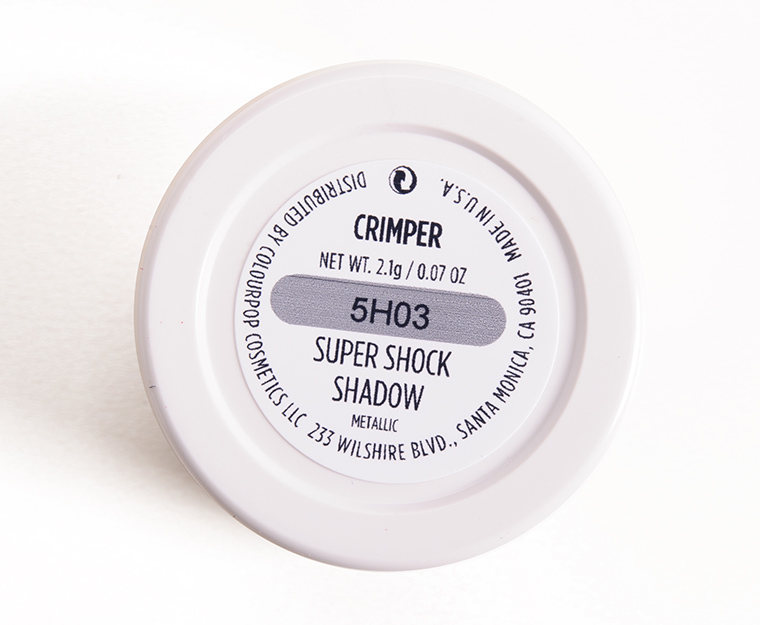 CRIMPER
NET WT. 2.1g / 0.07 OZ
5H03
SUPER SHOCK
SHADOW
METALLIC
DISTRIBUTED BY COLOURPOP COSMETICS LLC 233 WILSHIRE BLVD., SANTA MONICA, CA 90401 MADE IN U.S.A.